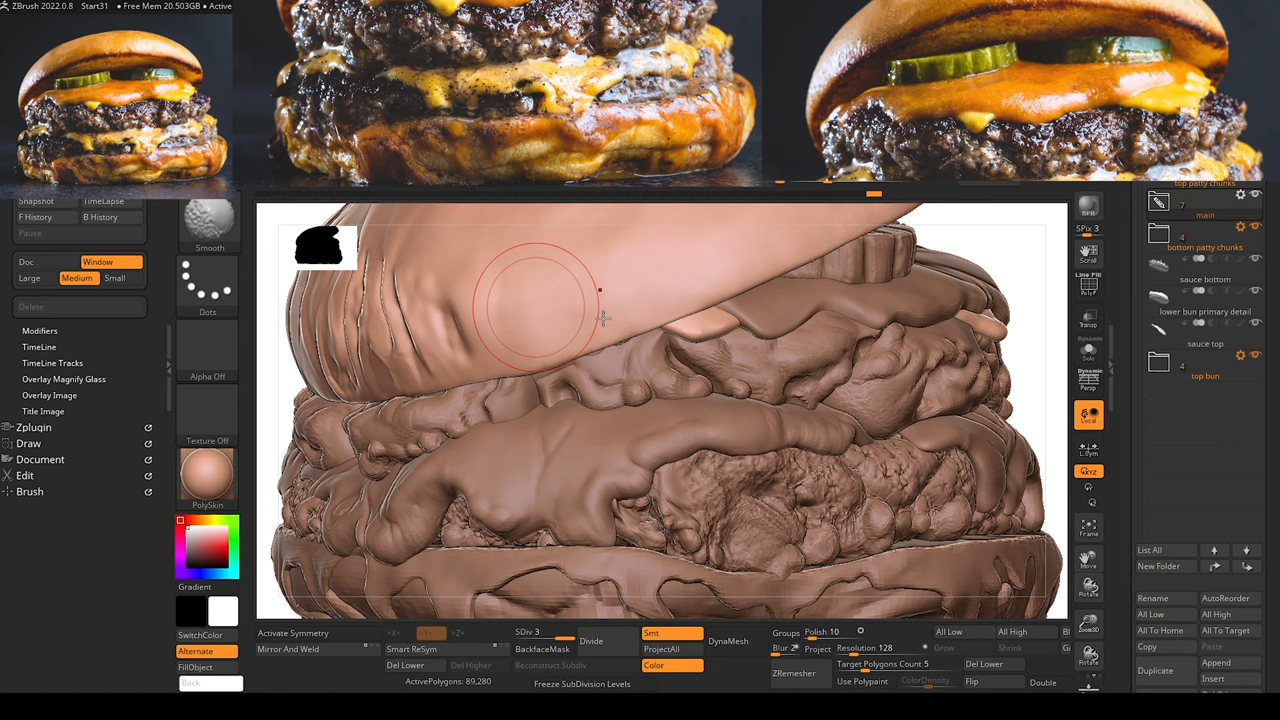 ZBrush 2022.0.8 Start31 • Free Mem 20.503GB • Active
Snapshot TimeLapse
F History B History
Pause
Doc Window
Large Medium Small
Delete
Modifiers
TimeLine
TimeLine Tracks
Overlay Magnify Glass
Overlay Image
Title Image
Zplugin
Draw
Document
Edit
Brush
Smooth
Dots
Alpha Off
Texture Off
PolySkin
Gradient
SwitchColor
Alternate
FillObject
Back
Activate Symmetry
Mirror And Weld
>X< >Y< >Z<
Smart ReSym
Del Lower Del Higher
ActivePolygons: 89,280
SDiv 3
BackfaceMask
Reconstruct Subdiv
Freeze SubDivision Levels
Divide
Smt
ProjectAll
Color
DynaMesh
Groups Polish 10
Blur 2 Project Resolution 128
ZRemesher
Target Polygons Count 5
Use Polypaint ColorDensity
All Low All High
Grow Shrink
Del Lower
Flip Double
BPR
SPix 3
Scroll
Line Fill
PolyF
Transp
Dynamic
Solo
Dynamic
Persp
Local
L.Sym
XYZ
Frame
Move
Rotate
Zoom3D
Rotate
top patty chunks
7
main
4
bottom patty chunks
sauce bottom
lower bun primary detail
sauce top
4
top bun
List All
New Folder
Rename AutoReorder
All Low All High
All To Home All To Target
Copy Paste
Duplicate Append
Insert